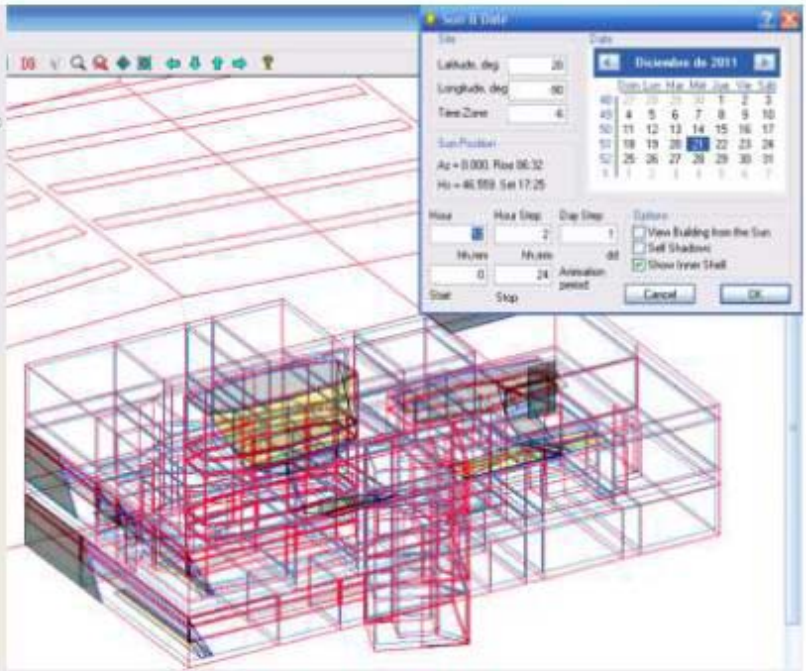 Sun & Date
Site
Latitude, deg 20
Longitude, deg -90
Time Zone -6
Sun Position
Az = 0.000, Rise 06:32
Hs = 46.559, Set 17:25
Date
Diciembre de 2011
Dom Lun Mar Mié Jue Vie Sáb
48 27 28 29 30 1 2 3
49 4 5 6 7 8 9 10
50 11 12 13 14 15 16 17
51 18 19 20 21 22 23 24
52 25 26 27 28 29 30 31
1 1 2 3 4 5 6 7
Hour Hour Step Day Step
2 1
hh,mm hh,mm dd
0 24 Animation period
Start Stop
Options
View Building from the Sun
Self Shadows
Show Inner Shell
Cancel OK